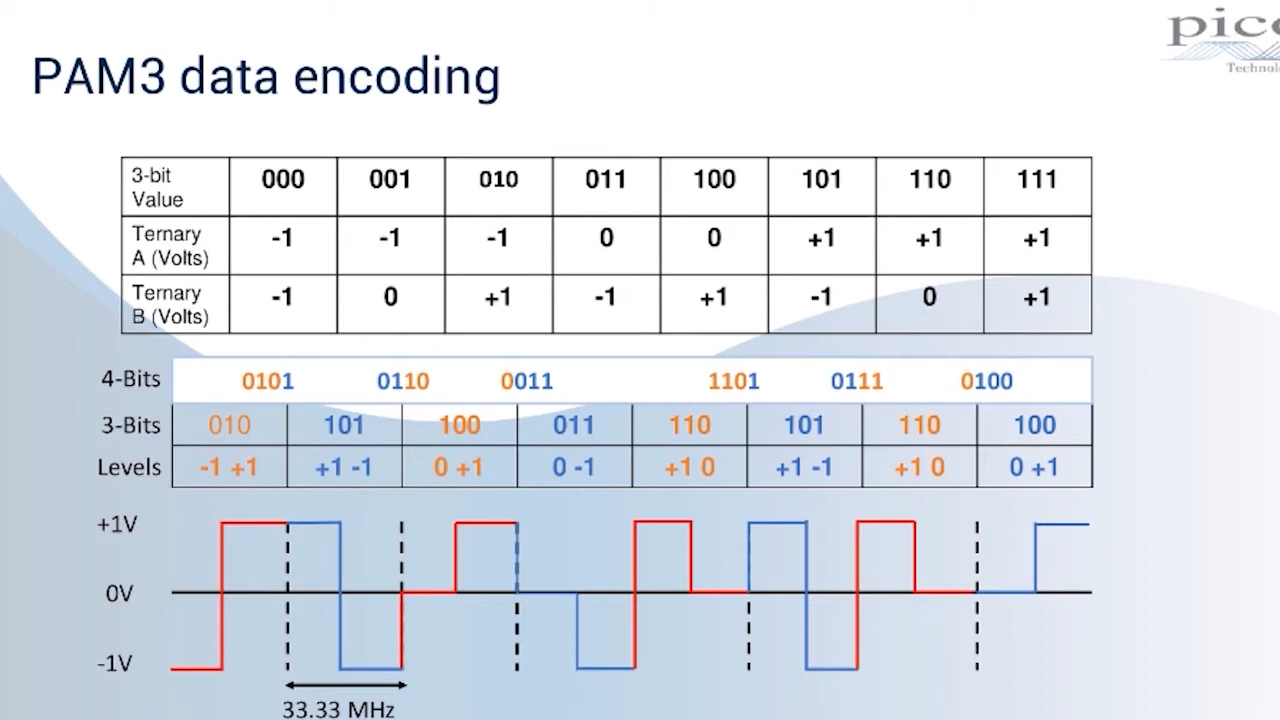 PAM3 data encoding
3-bit Value 000 001 010 011 100 101 110 111
Ternary A (Volts) -1 -1 -1 0 0 +1 +1 +1
Ternary B (Volts) -1 0 +1 -1 +1 -1 0 +1
4-Bits 0101 0110 0011 1101 0111 0100
3-Bits 010 101 100 011 110 101 110 100
Levels -1 +1 +1 -1 0 +1 0 -1 +1 0 +1 -1 +1 0 0 +1
+1V
0V
-1V
33.33 MHz